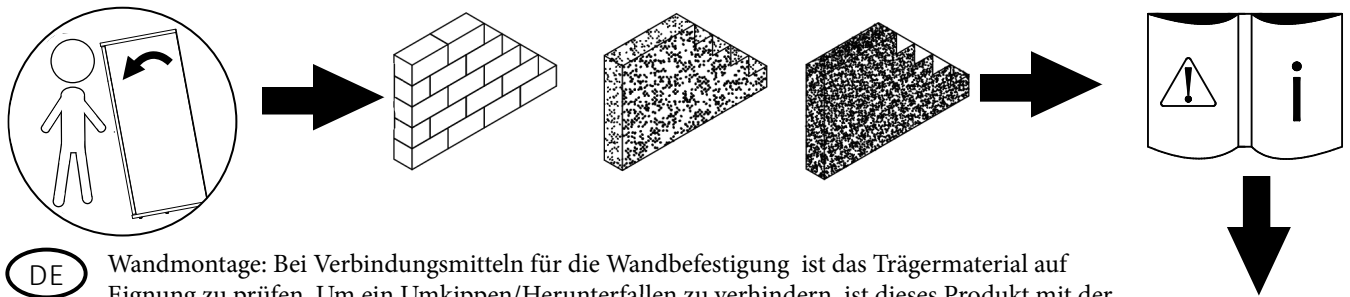 i
DE
Wandmontage: Bei Verbindungsmitteln für die Wandbefestigung ist das Trägermaterial auf
Eignung zu prüfen. Um ein Umkippen/Herunterfallen zu verhindern, ist dieses Produkt mit der